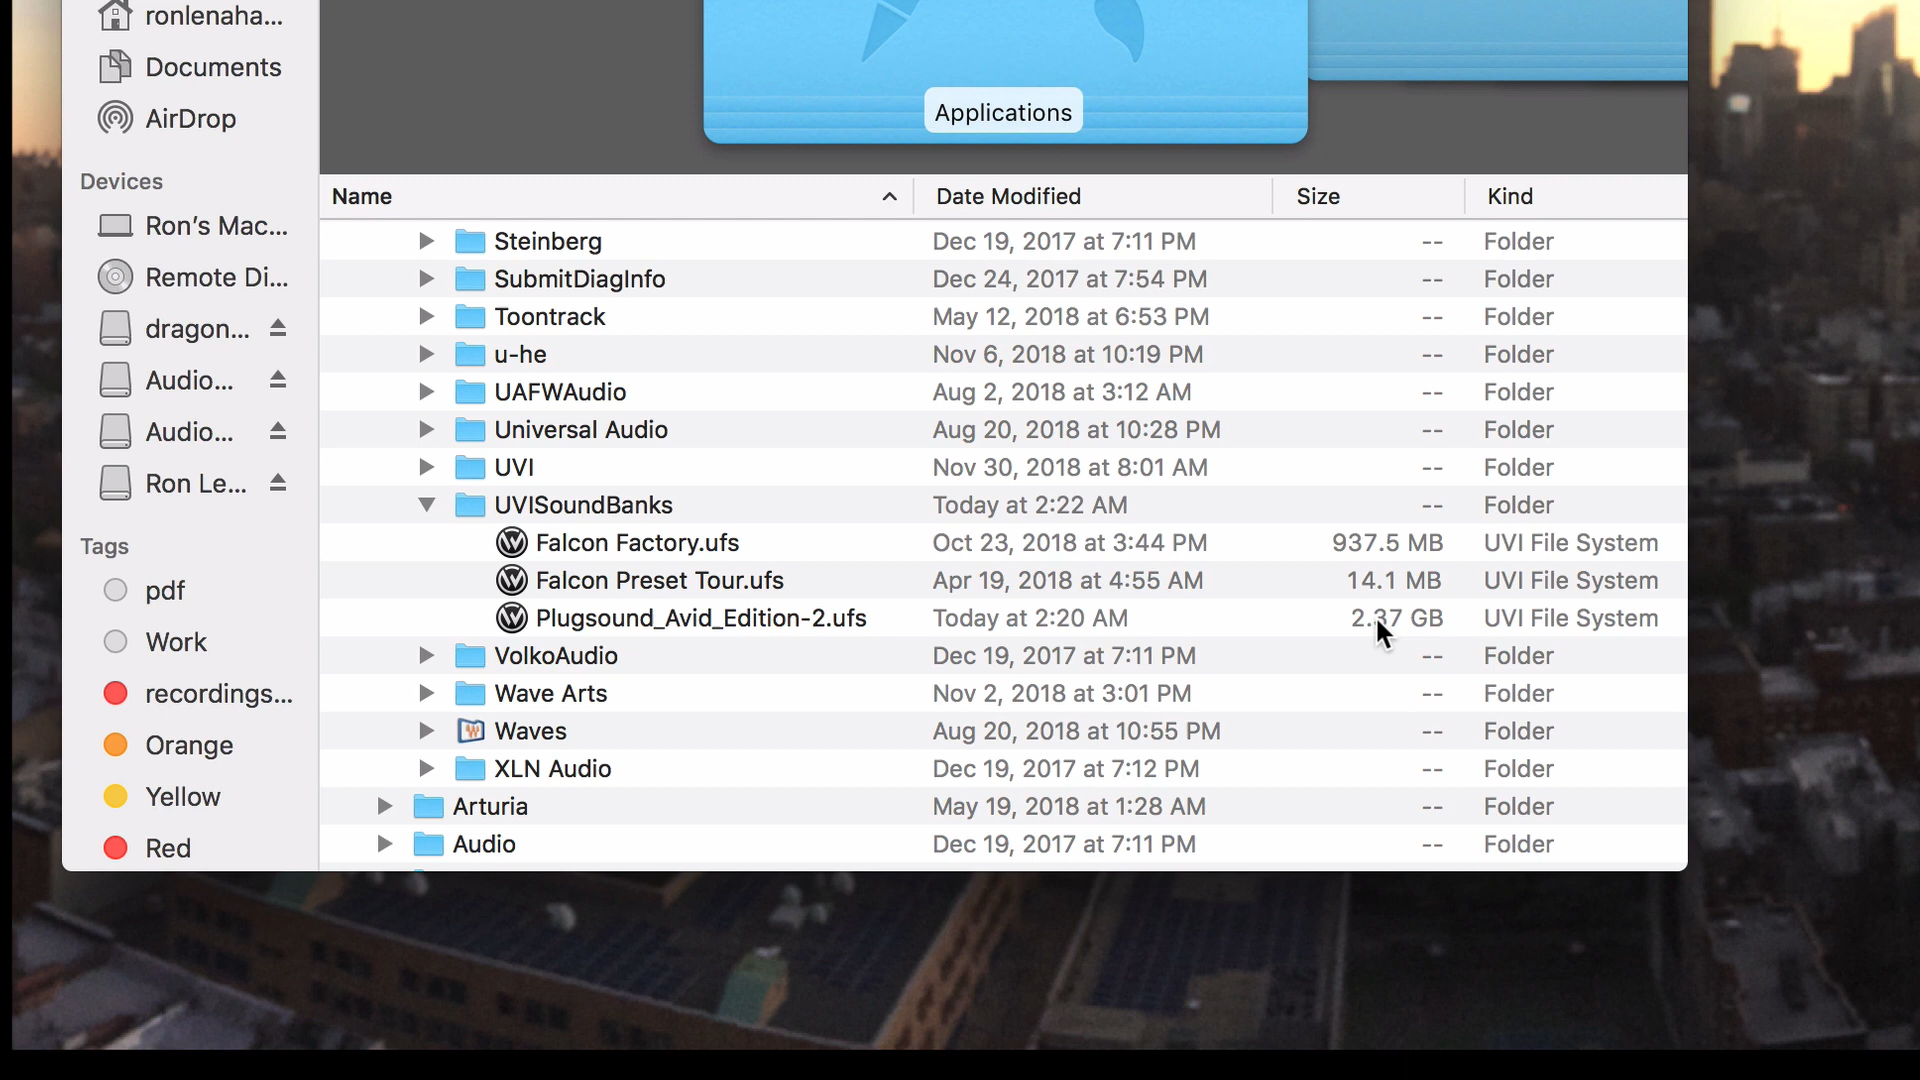 ronlenaha...
Documents
AirDrop
Devices
Ron's Mac...
Remote Di...
dragon...
Audio...
Audio...
Ron Le...
Tags
pdf
Work
recordings...
Orange
Yellow
Red
Applications
Name Date Modified Size Kind
Steinberg Dec 19, 2017 at 7:11 PM -- Folder
SubmitDiagInfo Dec 24, 2017 at 7:54 PM -- Folder
Toontrack May 12, 2018 at 6:53 PM -- Folder
u-he Nov 6, 2018 at 10:19 PM -- Folder
UAFWAudio Aug 2, 2018 at 3:12 AM -- Folder
Universal Audio Aug 20, 2018 at 10:28 PM -- Folder
UVI Nov 30, 2018 at 8:01 AM -- Folder
UVISoundBanks Today at 2:22 AM -- Folder
Falcon Factory.ufs Oct 23, 2018 at 3:44 PM 937.5 MB UVI File System
Falcon Preset Tour.ufs Apr 19, 2018 at 4:55 AM 14.1 MB UVI File System
Plugsound_Avid_Edition-2.ufs Today at 2:20 AM 2.37 GB UVI File System
VolkoAudio Dec 19, 2017 at 7:11 PM -- Folder
Wave Arts Nov 2, 2018 at 3:01 PM -- Folder
Waves Aug 20, 2018 at 10:55 PM -- Folder
XLN Audio Dec 19, 2017 at 7:12 PM -- Folder
Arturia May 19, 2018 at 1:28 AM -- Folder
Audio Dec 19, 2017 at 7:11 PM -- Folder